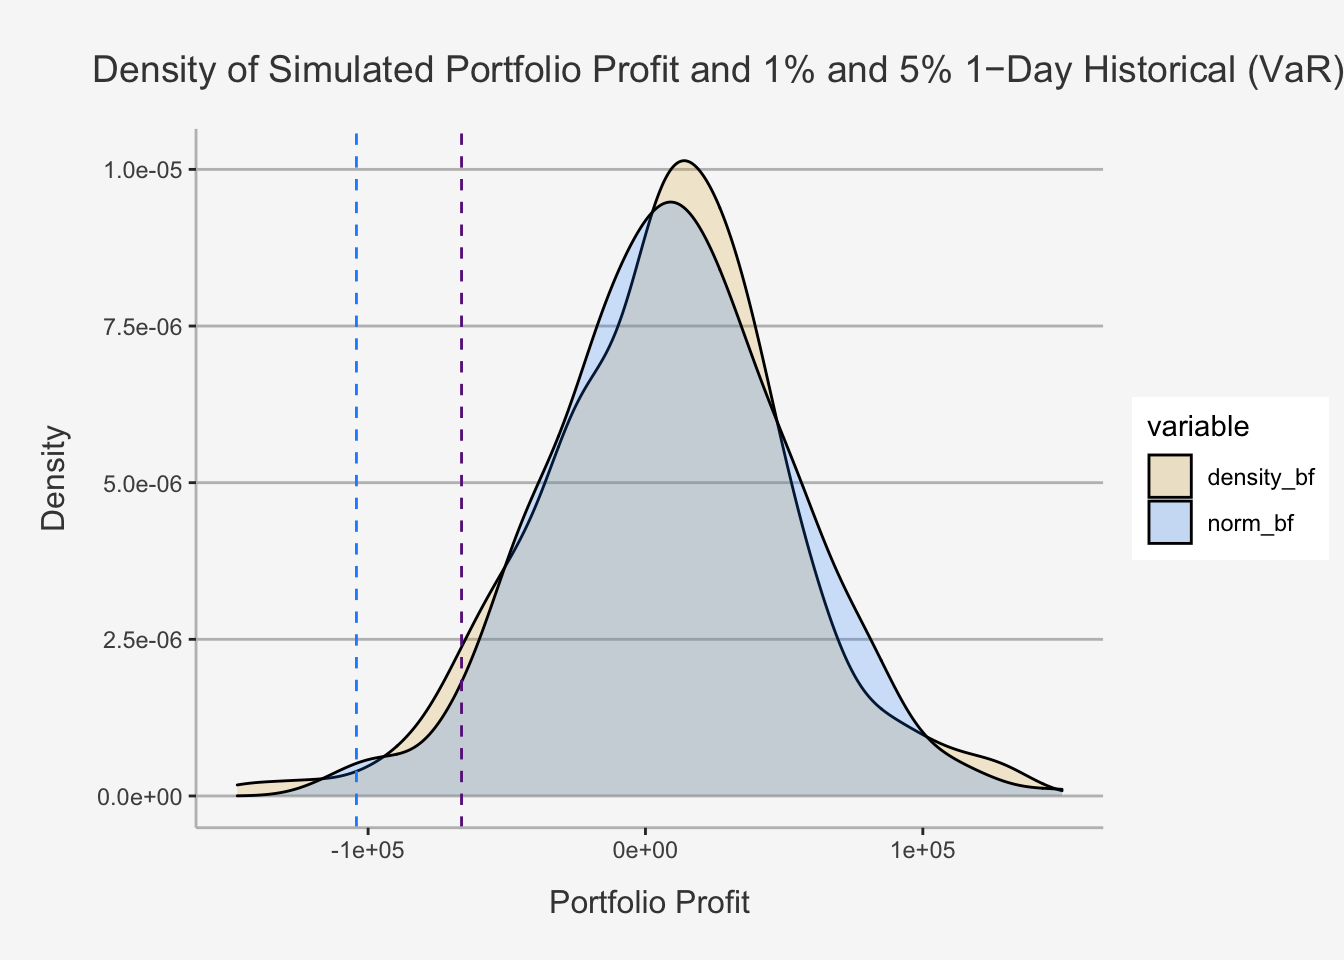 Density of Simulated Portfolio Profit and 1% and 5% 1−Day Historical (VaR)
Density
1.0e-05
7.5e-06
5.0e-06
2.5e-06
0.0e+00
-1e+05
0e+00
1e+05
Portfolio Profit
variable
density_bf
norm_bf